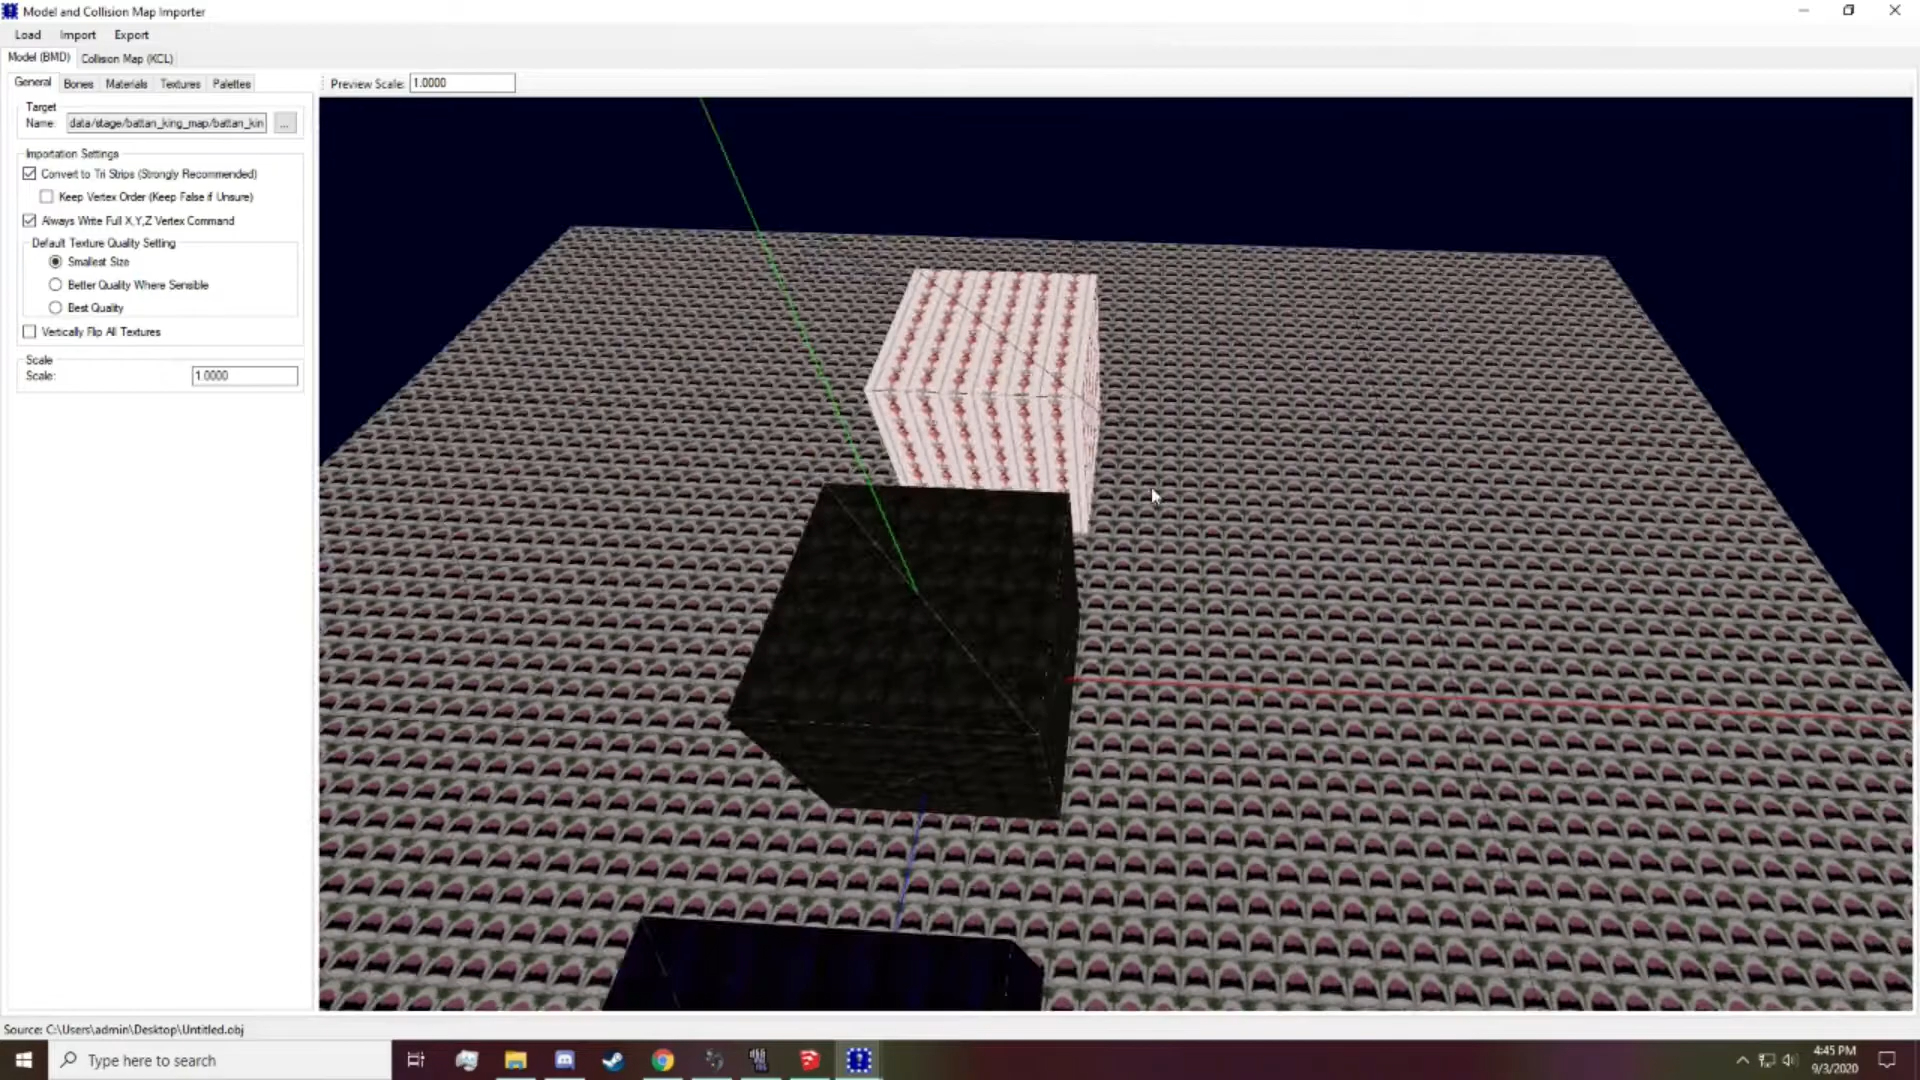 Model and Collision Map Importer
Load Import Export
Model (BMD) Collision Map (KCL)
General Bones Materials Textures Palettes
Preview Scale: 1.0000
Target
Name: data/stage/battan_king_map/battan_kin ...
Importation Settings
Convert to Tri Strips (Strongly Recommended)
Keep Vertex Order (Keep False if Unsure)
Always Write Full X,Y,Z Vertex Command
Default Texture Quality Setting
Smallest Size
Better Quality Where Sensible
Best Quality
Vertically Flip All Textures
Scale
Scale: 1.0000
Source: C:\Users\admin\Desktop\Untitled.obj
Type here to search
4:45 PM
9/3/2020